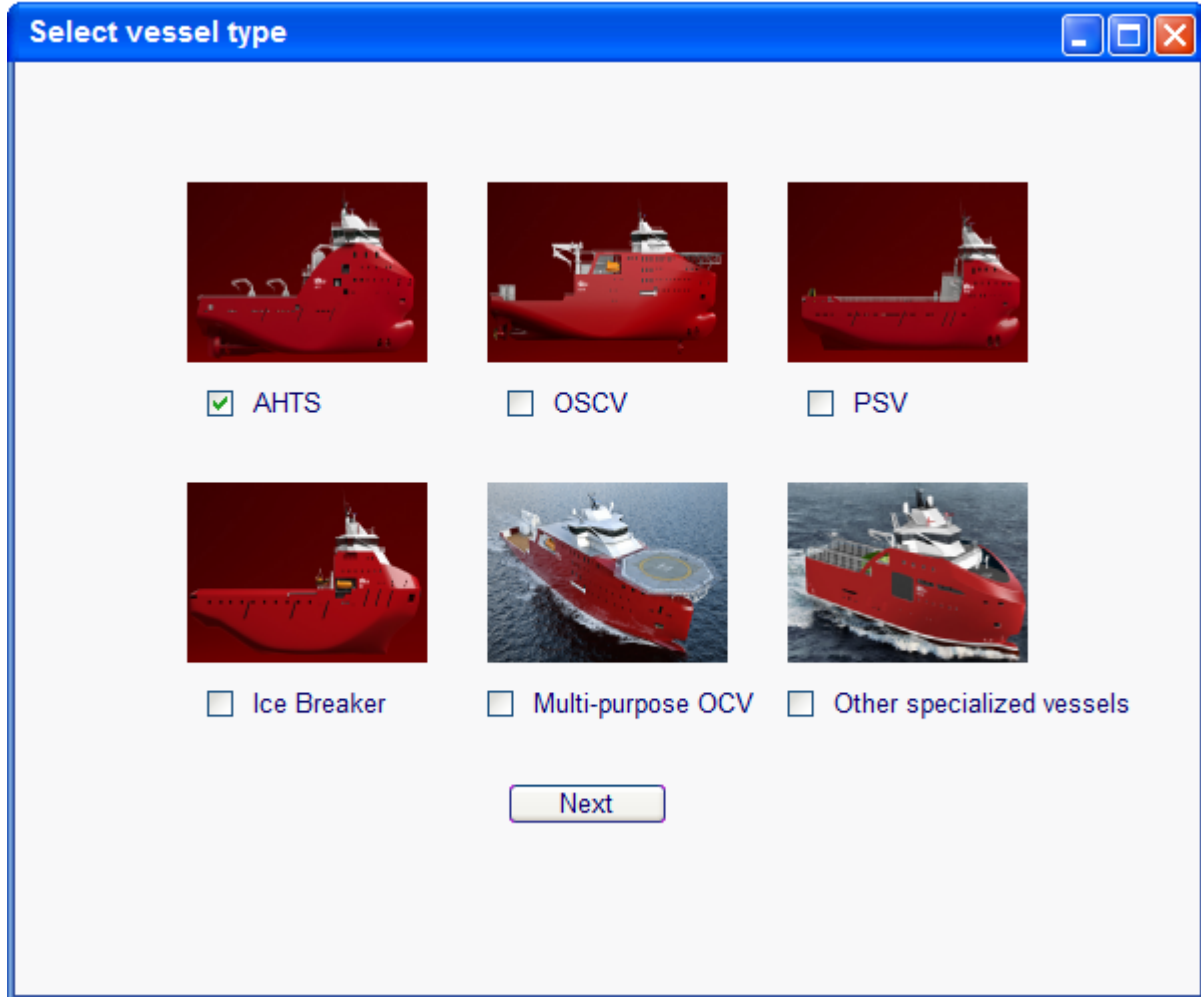 Select vessel type
AHTS
OSCV
PSV
Ice Breaker
Multi-purpose OCV
Other specialized vessels
Next